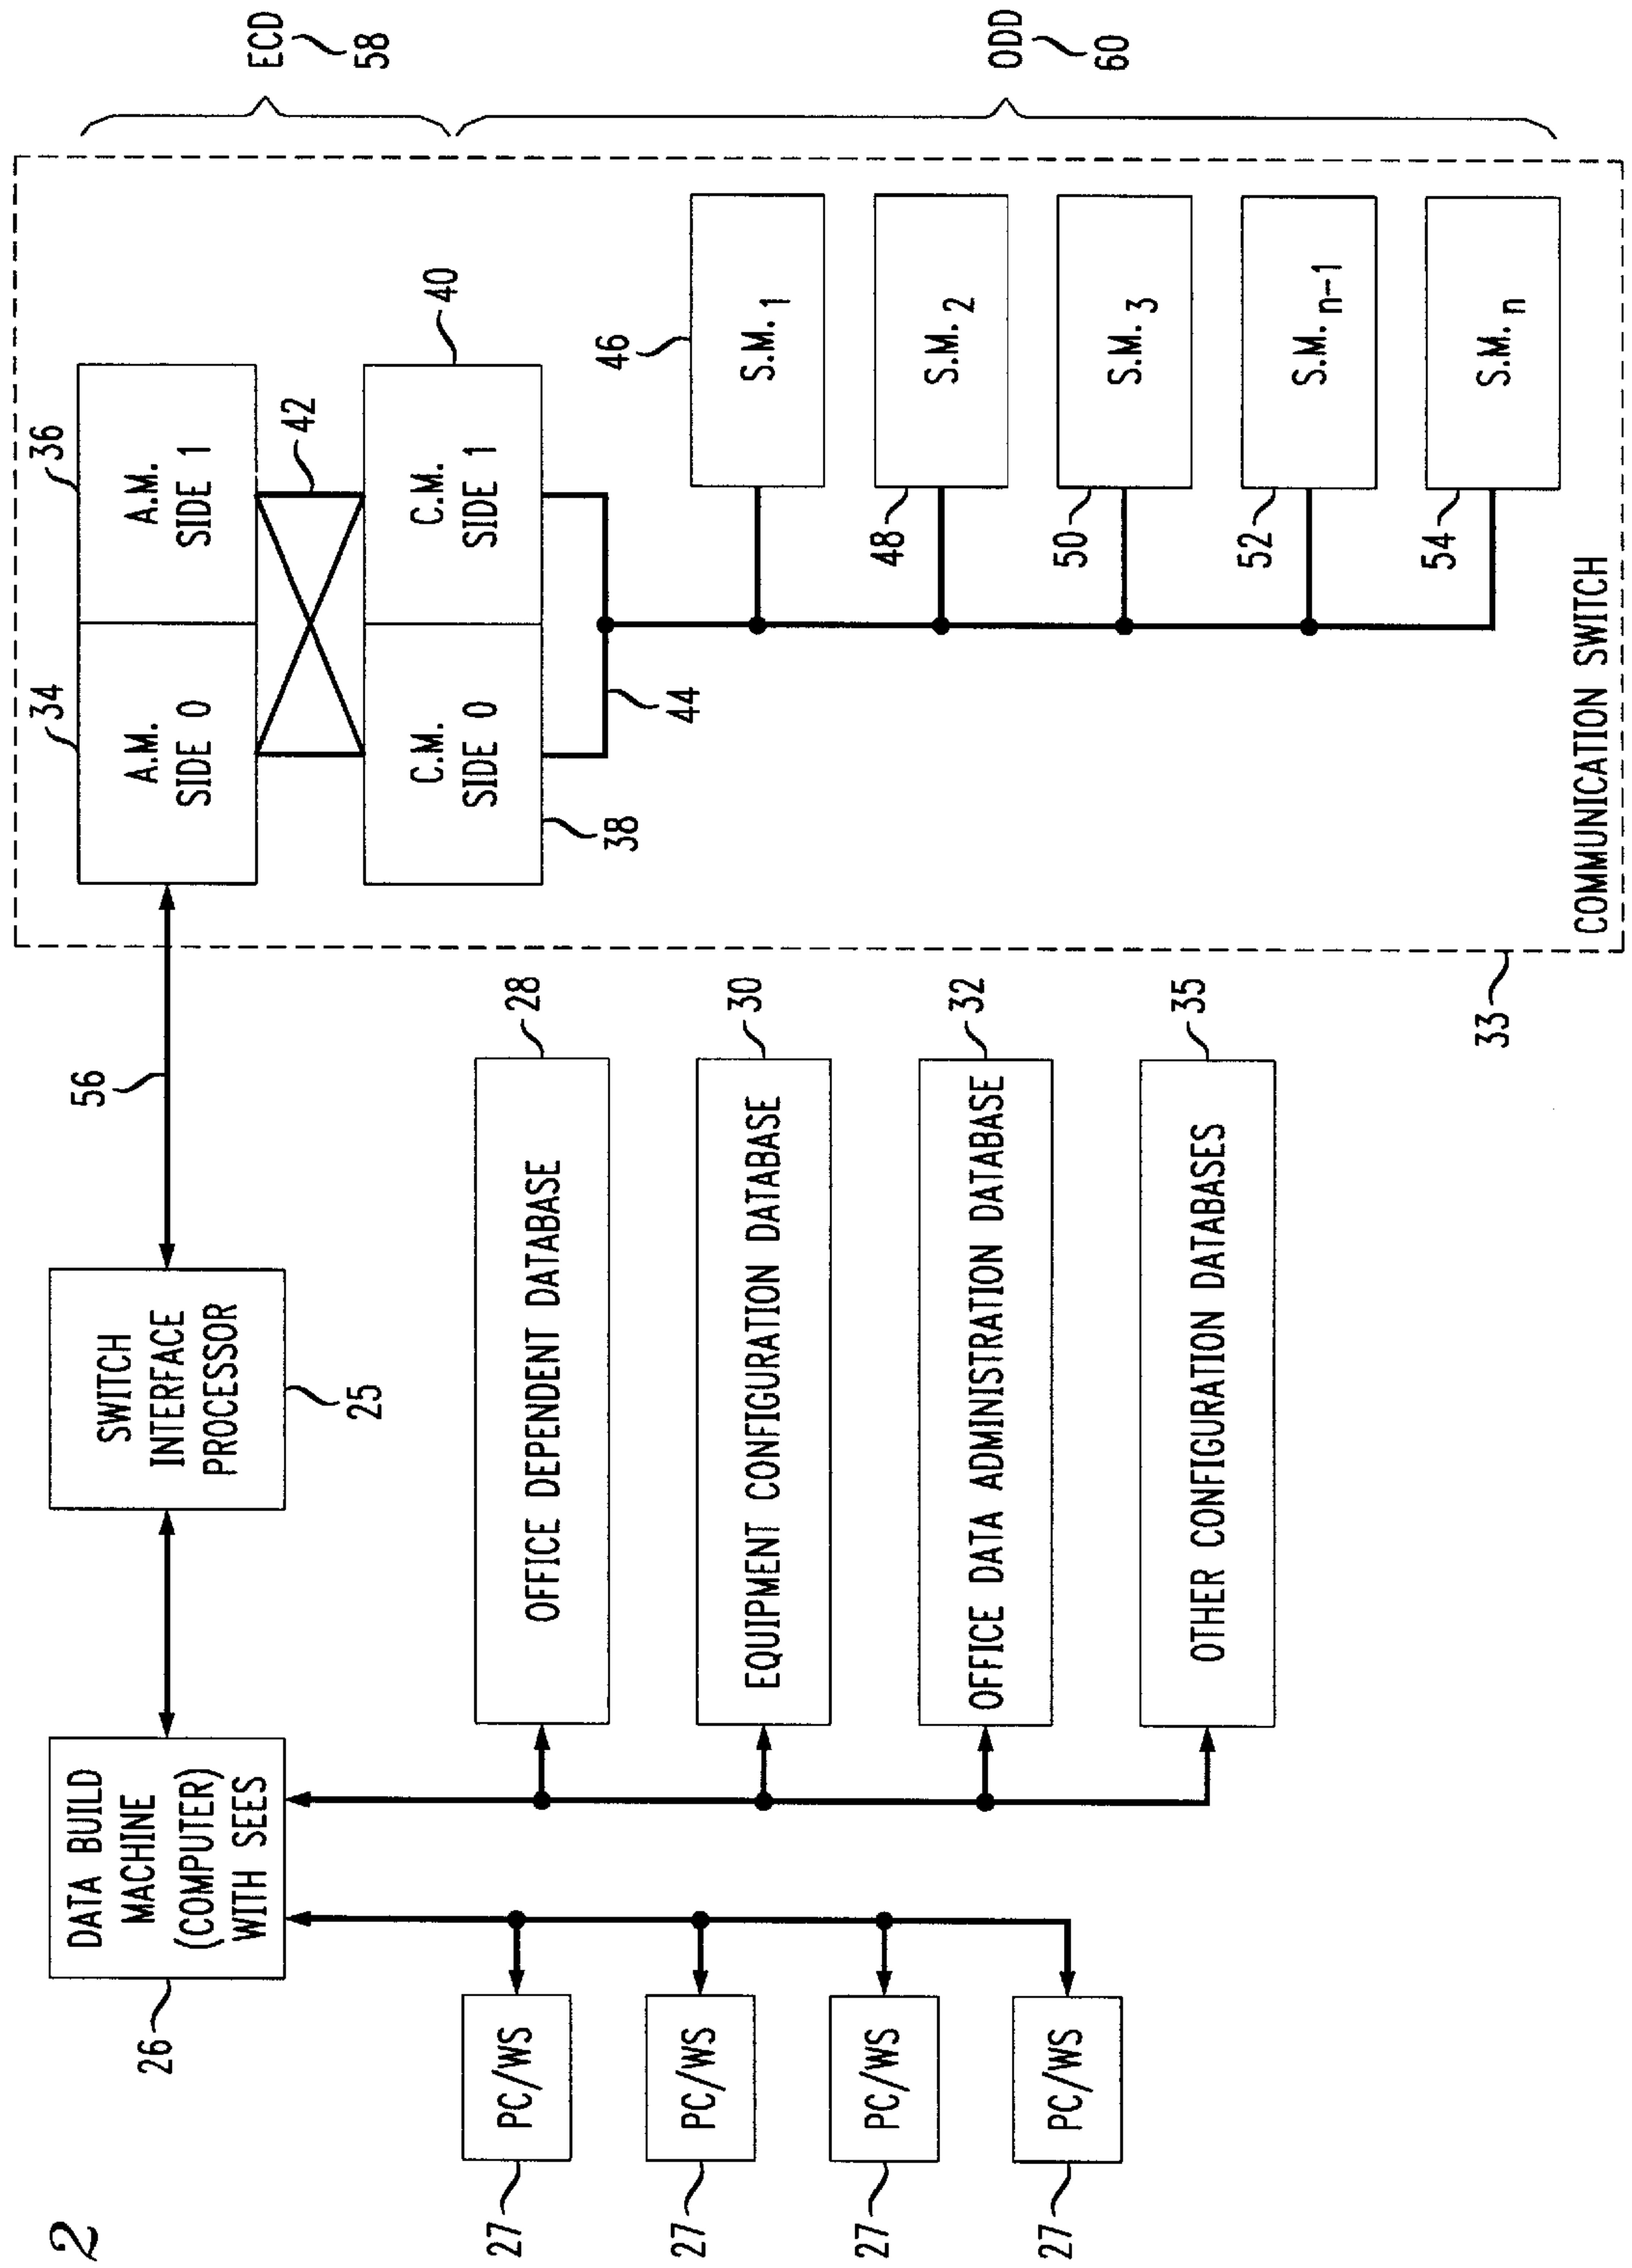 2
26
DATA BUILD
MACHINE
(COMPUTER)
WITH SEES
SWITCH
INTERFACE
PROCESSOR
25
56
27
PC/WS
27
PC/WS
27
PC/WS
27
PC/WS
OFFICE DEPENDENT DATABASE
28
EQUIPMENT CONFIGURATION DATABASE
30
OFFICE DATA ADMINISTRATION DATABASE
32
OTHER CONFIGURATION DATABASES
35
33
COMMUNICATION SWITCH
34
A.M.
SIDE 0
36
A.M.
SIDE 1
42
38
C.M.
SIDE 0
C.M.
SIDE 1
40
44
46
S.M.1
48
S.M.2
50
S.M.3
52
S.M.n-1
54
S.M.n
ECD
58
ODD
60